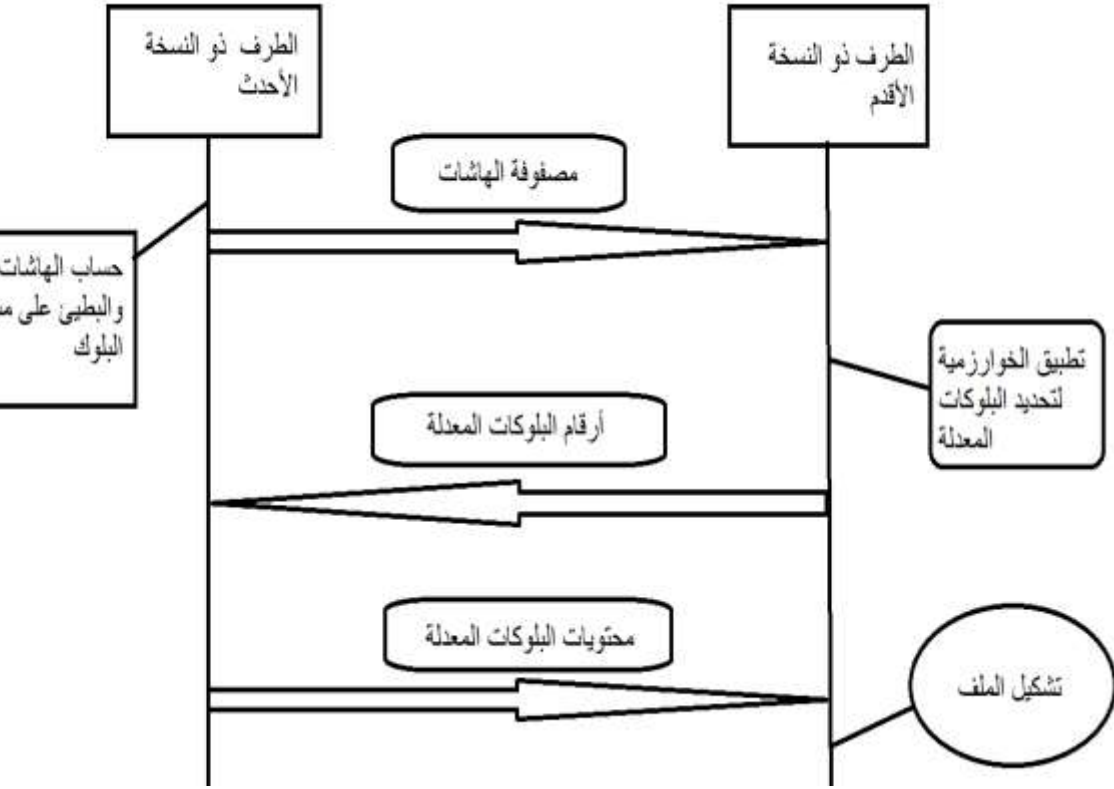 الطرف ذو النسخة
الأحدث
الطرف ذو النسخة
الأقدم
مصفوفة الهاشات
حساب الهاشات
والبطيئ على
البلوك
تطبيق الخوارزمية
لتحديد البلوكات
المعدلة
أرقام البلوكات المعدلة
محتويات البلوكات المعدلة
تشكيل الملف